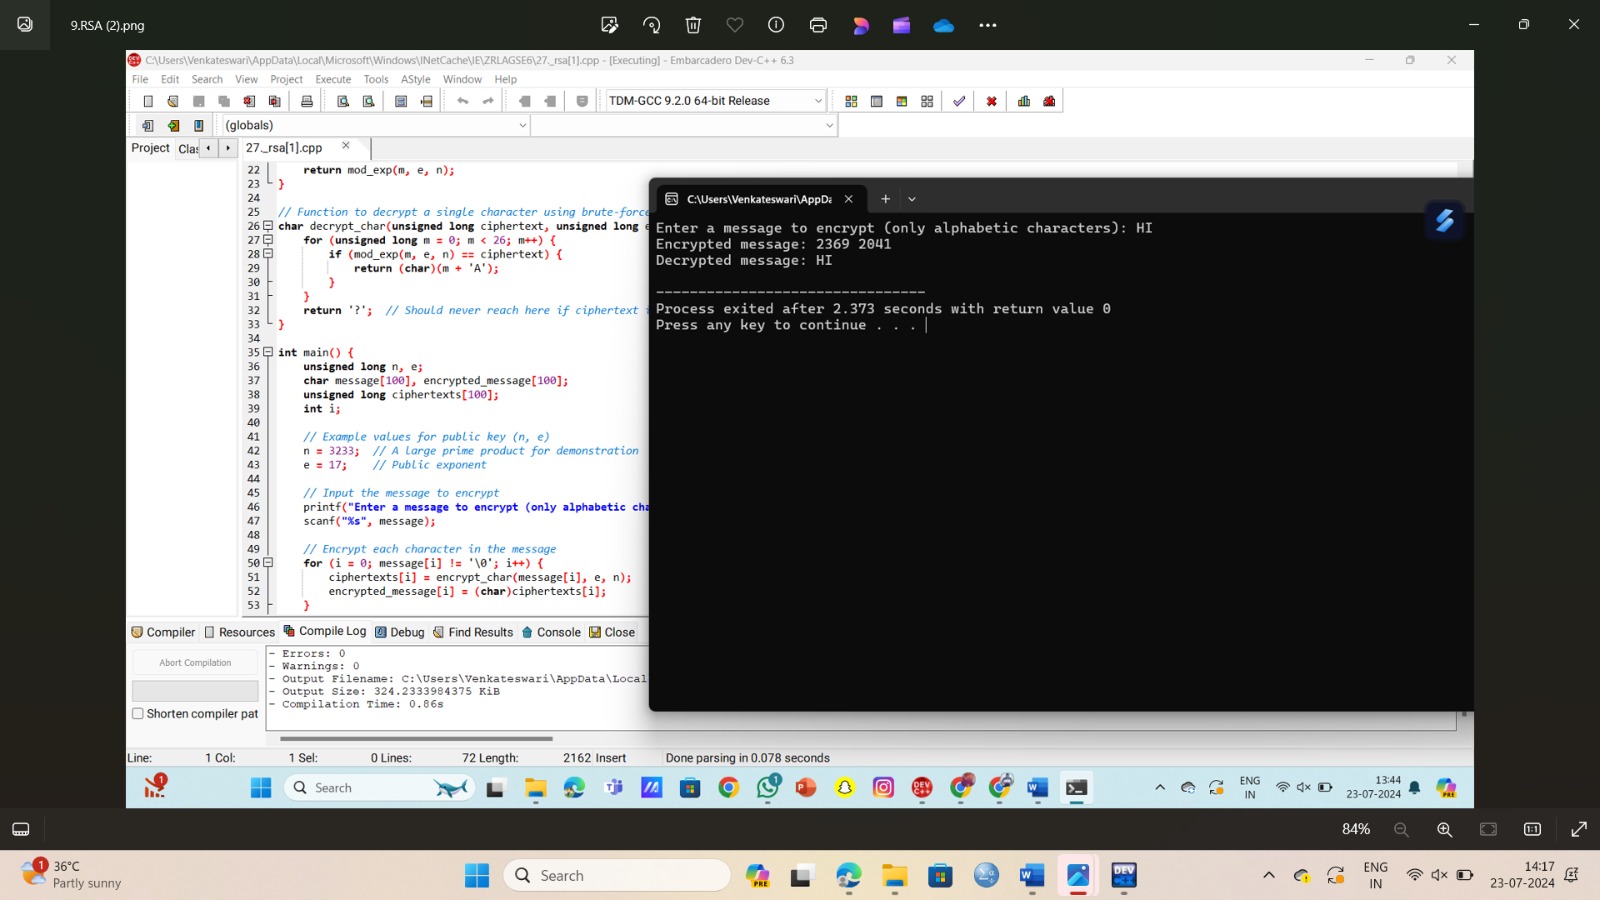 9.RSA (2).png
C:\Users\Venkateswari\AppData\Local\Microsoft\Windows\INetCache\IE\ZRLAGSE6\27._rsa[1].cpp - [Executing] - Embarcadero Dev-C++ 6.3
File Edit Search View Project Execute Tools AStyle Window Help
TDM-GCC 9.2.0 64-bit Release
(globals)
Project Clas 27._rsa[1].cpp
22 return mod_exp(m, e, n);
23 }
24
25 // Function to decrypt a single character using brute-force
26 char decrypt_char(unsigned long ciphertext, unsigned long e
27 for (unsigned long m = 0; m < 26; m++) {
28 if (mod_exp(m, e, n) == ciphertext) {
29 return (char)(m + 'A');
30 }
31 }
32 return '?'; // Should never reach here if ciphertext i
33 }
34
35 int main() {
36 unsigned long n, e;
37 char message[100], encrypted_message[100];
38 unsigned long ciphertexts[100];
39 int i;
40
41 // Example values for public key (n, e)
42 n = 3233; // A large prime product for demonstration
43 e = 17; // Public exponent
44
45 // Input the message to encrypt
46 printf("Enter a message to encrypt (only alphabetic cha
47 scanf("%s", message);
48
49 // Encrypt each character in the message
50 for (i = 0; message[i] != '\0'; i++) {
51 ciphertexts[i] = encrypt_char(message[i], e, n);
52 encrypted_message[i] = (char)ciphertexts[i];
53 }
C:\Users\Venkateswari\AppDa
Enter a message to encrypt (only alphabetic characters): HI
Encrypted message: 2369 2041
Decrypted message: HI
--------------------------------
Process exited after 2.373 seconds with return value 0
Press any key to continue . . .
Compiler Resources Compile Log Debug Find Results Console Close
Abort Compilation
Shorten compiler pat
- Errors: 0
- Warnings: 0
- Output Filename: C:\Users\Venkateswari\AppData\Local
- Output Size: 324.2333984375 KiB
- Compilation Time: 0.86s
Line: 1 Col: 1 Sel: 0 Lines: 72 Length: 2162 Insert Done parsing in 0.078 seconds
1
Search
1
ENG
IN
13:44
23-07-2024
PRE
84%
1:1
1
36°C
Partly sunny
Search
PRE
DEV
ENG
IN
14:17
23-07-2024